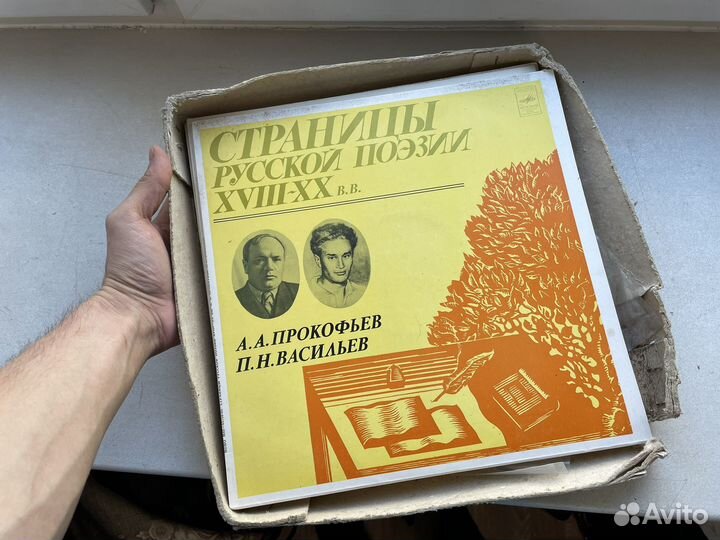 СТРАНИЦЫ
РУССКОЙ ПОЭЗИИ
XVIII-XX В.В.
А.А.ПРОКОФЬЕВ
П.Н.ВАСИЛЬЕВ
Avito